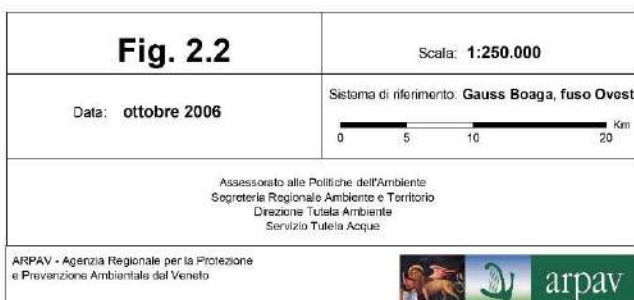 Fig. 2.2
Scala: 1:250.000
Data: ottobre 2006
Sistema di riferimento: Gauss Boaga, fuso Ovest
Km
0 5 10 20
Assessorato alle Politiche dell'Ambiente
Segreteria Regionale Ambiente e Territorio
Direzione Tutela Ambiente
Servizio Tutela Acque
ARPAV - Agenzia Regionale per la Protezione
e Prevenzione Ambientale del Veneto
arpav